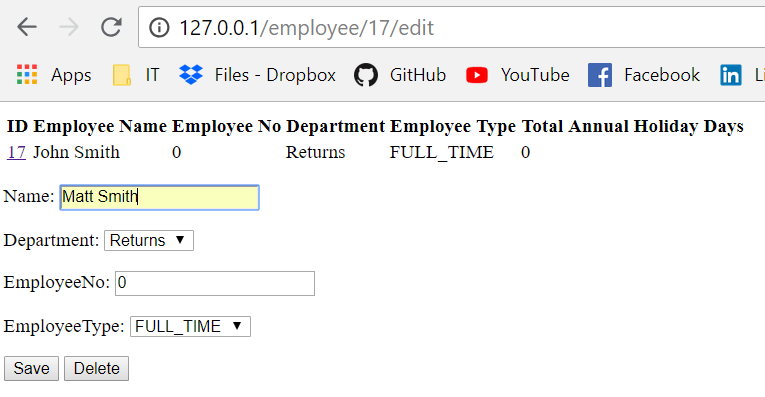 127.0.0.1/employee/17/edit
Apps IT Files - Dropbox GitHub YouTube Facebook Li
ID Employee Name Employee No Department Employee Type Total Annual Holiday Days
17 John Smith 0 Returns FULL_TIME 0
Name: Matt Smith
Department: Returns
EmployeeNo: 0
EmployeeType: FULL_TIME
Save Delete